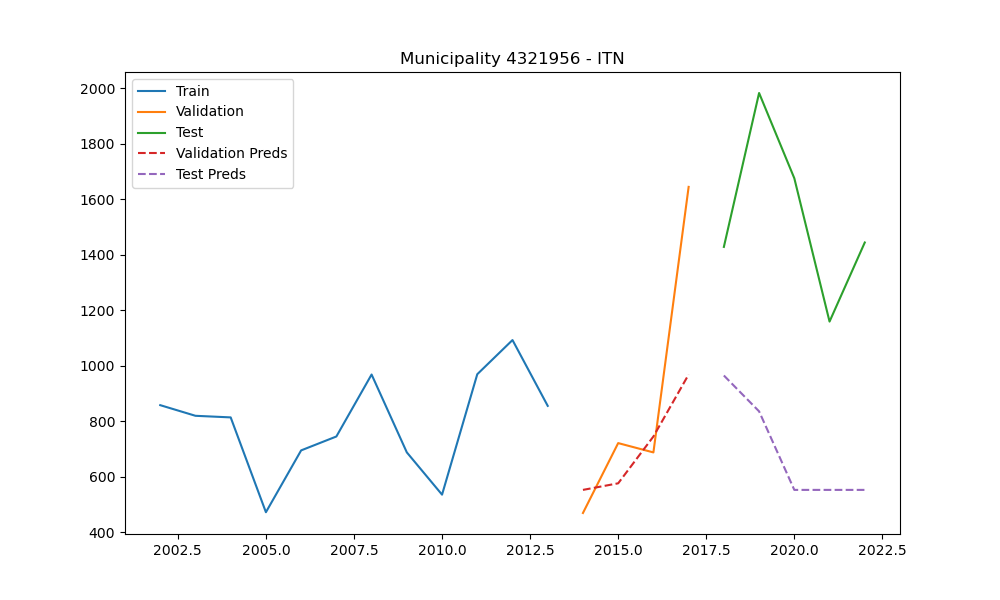 Municipality 4321956 - ITN
Train
Validation
Test
Validation Preds
Test Preds
2000
1800
1600
1400
1200
1000
800
600
400
2002.5 2005.0 2007.5 2010.0 2012.5 2015.0 2017.5 2020.0 2022.5